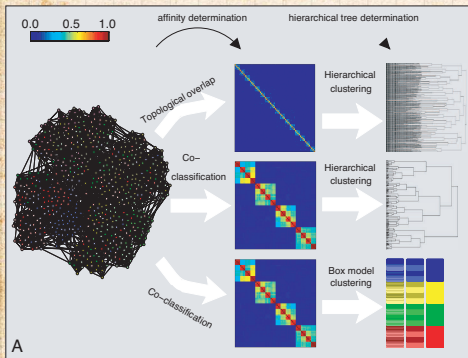 affinity determination
hierarchical tree determination
0.0
0.5
1.0
Topological overlap
Hierarchical
clustering
Co–
classification
Hierarchical
clustering
Co–classification
Box model
clustering
A